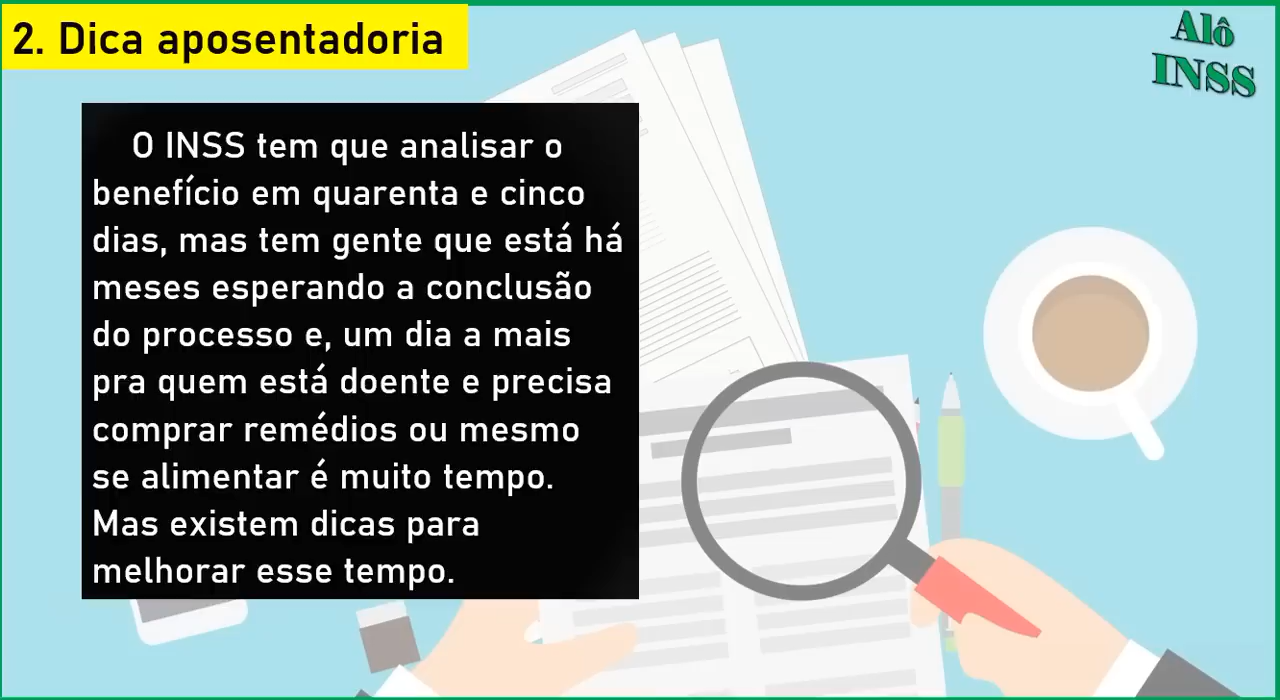 2. Dica aposentadoria
Alô
INSS
O INSS tem que analisar o
benefício em quarenta e cinco
dias, mas tem gente que está há
meses esperando a conclusão
do processo e, um dia a mais
pra quem está doente e precisa
comprar remédios ou mesmo
se alimentar é muito tempo.
Mas existem dicas para
melhorar esse tempo.